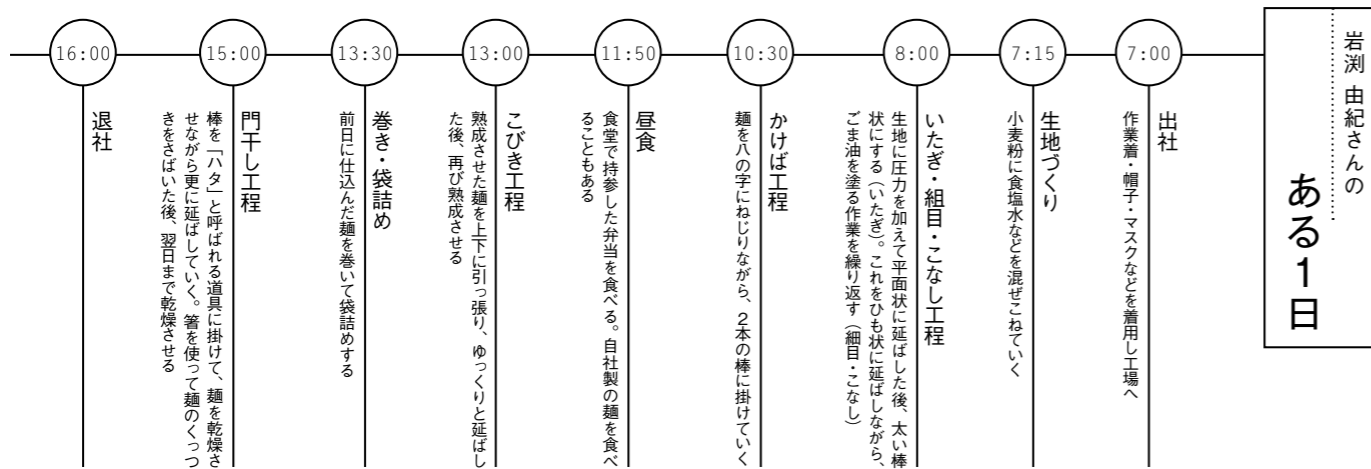 岩渕 由紀さんの
ある1日
7:00
出社
作業着・帽子・マスクなどを着用し工場へ
7:15
生地づくり
小麦粉に食塩水などを混ぜこねていく
8:00
いたぎ・細目・こなし工程
生地に圧力を加えて平面状に延ばした後、太い棒
状にする（いたぎ）。これをひも状に延ばしながら、
ごま油を塗る作業を繰り返す（細目・こなし）
10:30
かけば工程
麺を八の字にねじりながら、2本の棒に掛けていく
11:50
昼食
食堂で持参した弁当を食べる。自社製の麺を食べ
ることもある
13:00
こびき工程
熟成させた麺を上下に引っ張り、ゆっくりと延ばし
た後、再び熟成させる
13:30
巻き・袋詰め
前日に仕込んだ麺を巻いて袋詰めする
15:00
門干し工程
棒を「ハタ」と呼ばれる道具に掛けて、麺を乾燥さ
せながら更に延ばしていく。箸を使って麺のくっつ
きをさばいた後、翌日まで乾燥させる
16:00
退社